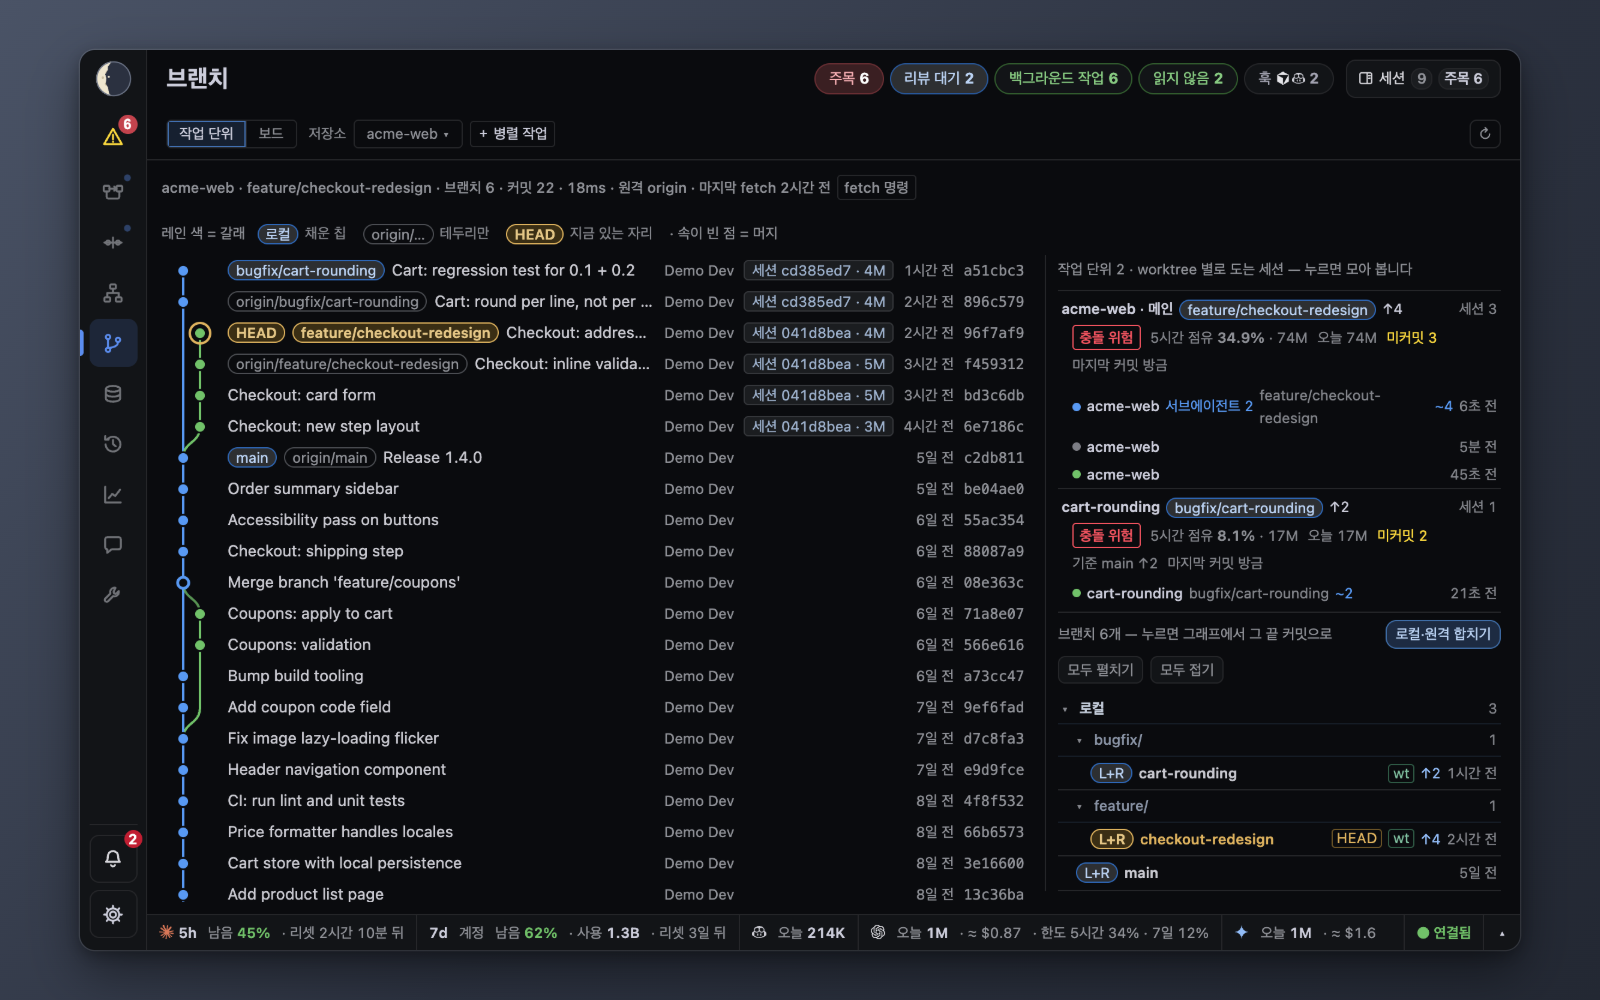 브랜치
주목 6
리뷰 대기 2
백그라운드 작업 6
읽지 않음 2
훅 2
세션 9 주목 6
6
작업 단위 보드 저장소 acme-web ▾ + 병렬 작업
acme-web · feature/checkout-redesign · 브랜치 6 · 커밋 22 · 18ms · 원격 origin · 마지막 fetch 2시간 전 fetch 명령
레인 색 = 갈래 로컬 채운 칩 origin/... 테두리만 HEAD 지금 있는 자리 · 속이 빈 점 = 머지
bugfix/cart-rounding Cart: regression test for 0.1 + 0.2 Demo Dev 세션 cd385ed7 · 4M 1시간 전 a51cbc3
origin/bugfix/cart-rounding Cart: round per line, not per ... Demo Dev 세션 cd385ed7 · 4M 2시간 전 896c579
HEAD feature/checkout-redesign Checkout: addres... Demo Dev 세션 041d8bea · 4M 2시간 전 96f7af9
origin/feature/checkout-redesign Checkout: inline valida... Demo Dev 세션 041d8bea · 5M 3시간 전 f459312
Checkout: card form Demo Dev 세션 041d8bea · 5M 3시간 전 bd3c6db
Checkout: new step layout Demo Dev 세션 041d8bea · 3M 4시간 전 6e7186c
main origin/main Release 1.4.0 Demo Dev 5일 전 c2db811
Order summary sidebar Demo Dev 5일 전 be04ae0
Accessibility pass on buttons Demo Dev 6일 전 55ac354
Checkout: shipping step Demo Dev 6일 전 88087a9
Merge branch 'feature/coupons' Demo Dev 6일 전 08e363c
Coupons: apply to cart Demo Dev 6일 전 71a8e07
Coupons: validation Demo Dev 6일 전 566e616
Bump build tooling Demo Dev 6일 전 a73cc47
Add coupon code field Demo Dev 7일 전 9ef6fad
Fix image lazy-loading flicker Demo Dev 7일 전 d7c8fa3
Header navigation component Demo Dev 7일 전 e9d9fce
CI: run lint and unit tests Demo Dev 8일 전 4f8f532
Price formatter handles locales Demo Dev 8일 전 66b6573
Cart store with local persistence Demo Dev 8일 전 3e16600
Add product list page Demo Dev 8일 전 13c36ba
작업 단위 2 · worktree 별로 도는 세션 — 누르면 모아 봅니다
acme-web · 메인 feature/checkout-redesign ↑4 세션 3
충돌 위험 5시간 점유 34.9% · 74M 오늘 74M 미커밋 3
마지막 커밋 방금
acme-web 서브에이전트 2 feature/checkout-redesign ~4 6초 전
acme-web 5분 전
acme-web 45초 전
cart-rounding bugfix/cart-rounding ↑2 세션 1
충돌 위험 5시간 점유 8.1% · 17M 오늘 17M 미커밋 2
기준 main ↑2 마지막 커밋 방금
cart-rounding bugfix/cart-rounding ~2 21초 전
브랜치 6개 — 누르면 그래프에서 그 끝 커밋으로 로컬·원격 합치기
모두 펼치기 모두 접기
▾ 로컬 3
▾ bugfix/ 1
L+R cart-rounding wt ↑2 1시간 전
▾ feature/ 1
L+R checkout-redesign HEAD wt ↑4 2시간 전
L+R main 5일 전
2
5h 남음 45% · 리셋 2시간 10분 뒤 7d 계정 남음 62% · 사용 1.3B · 리셋 3일 뒤 오늘 214K 오늘 1M · ≈ $0.87 · 한도 5시간 34% · 7일 12% 오늘 1M · ≈ $1.6 연결됨 ▴